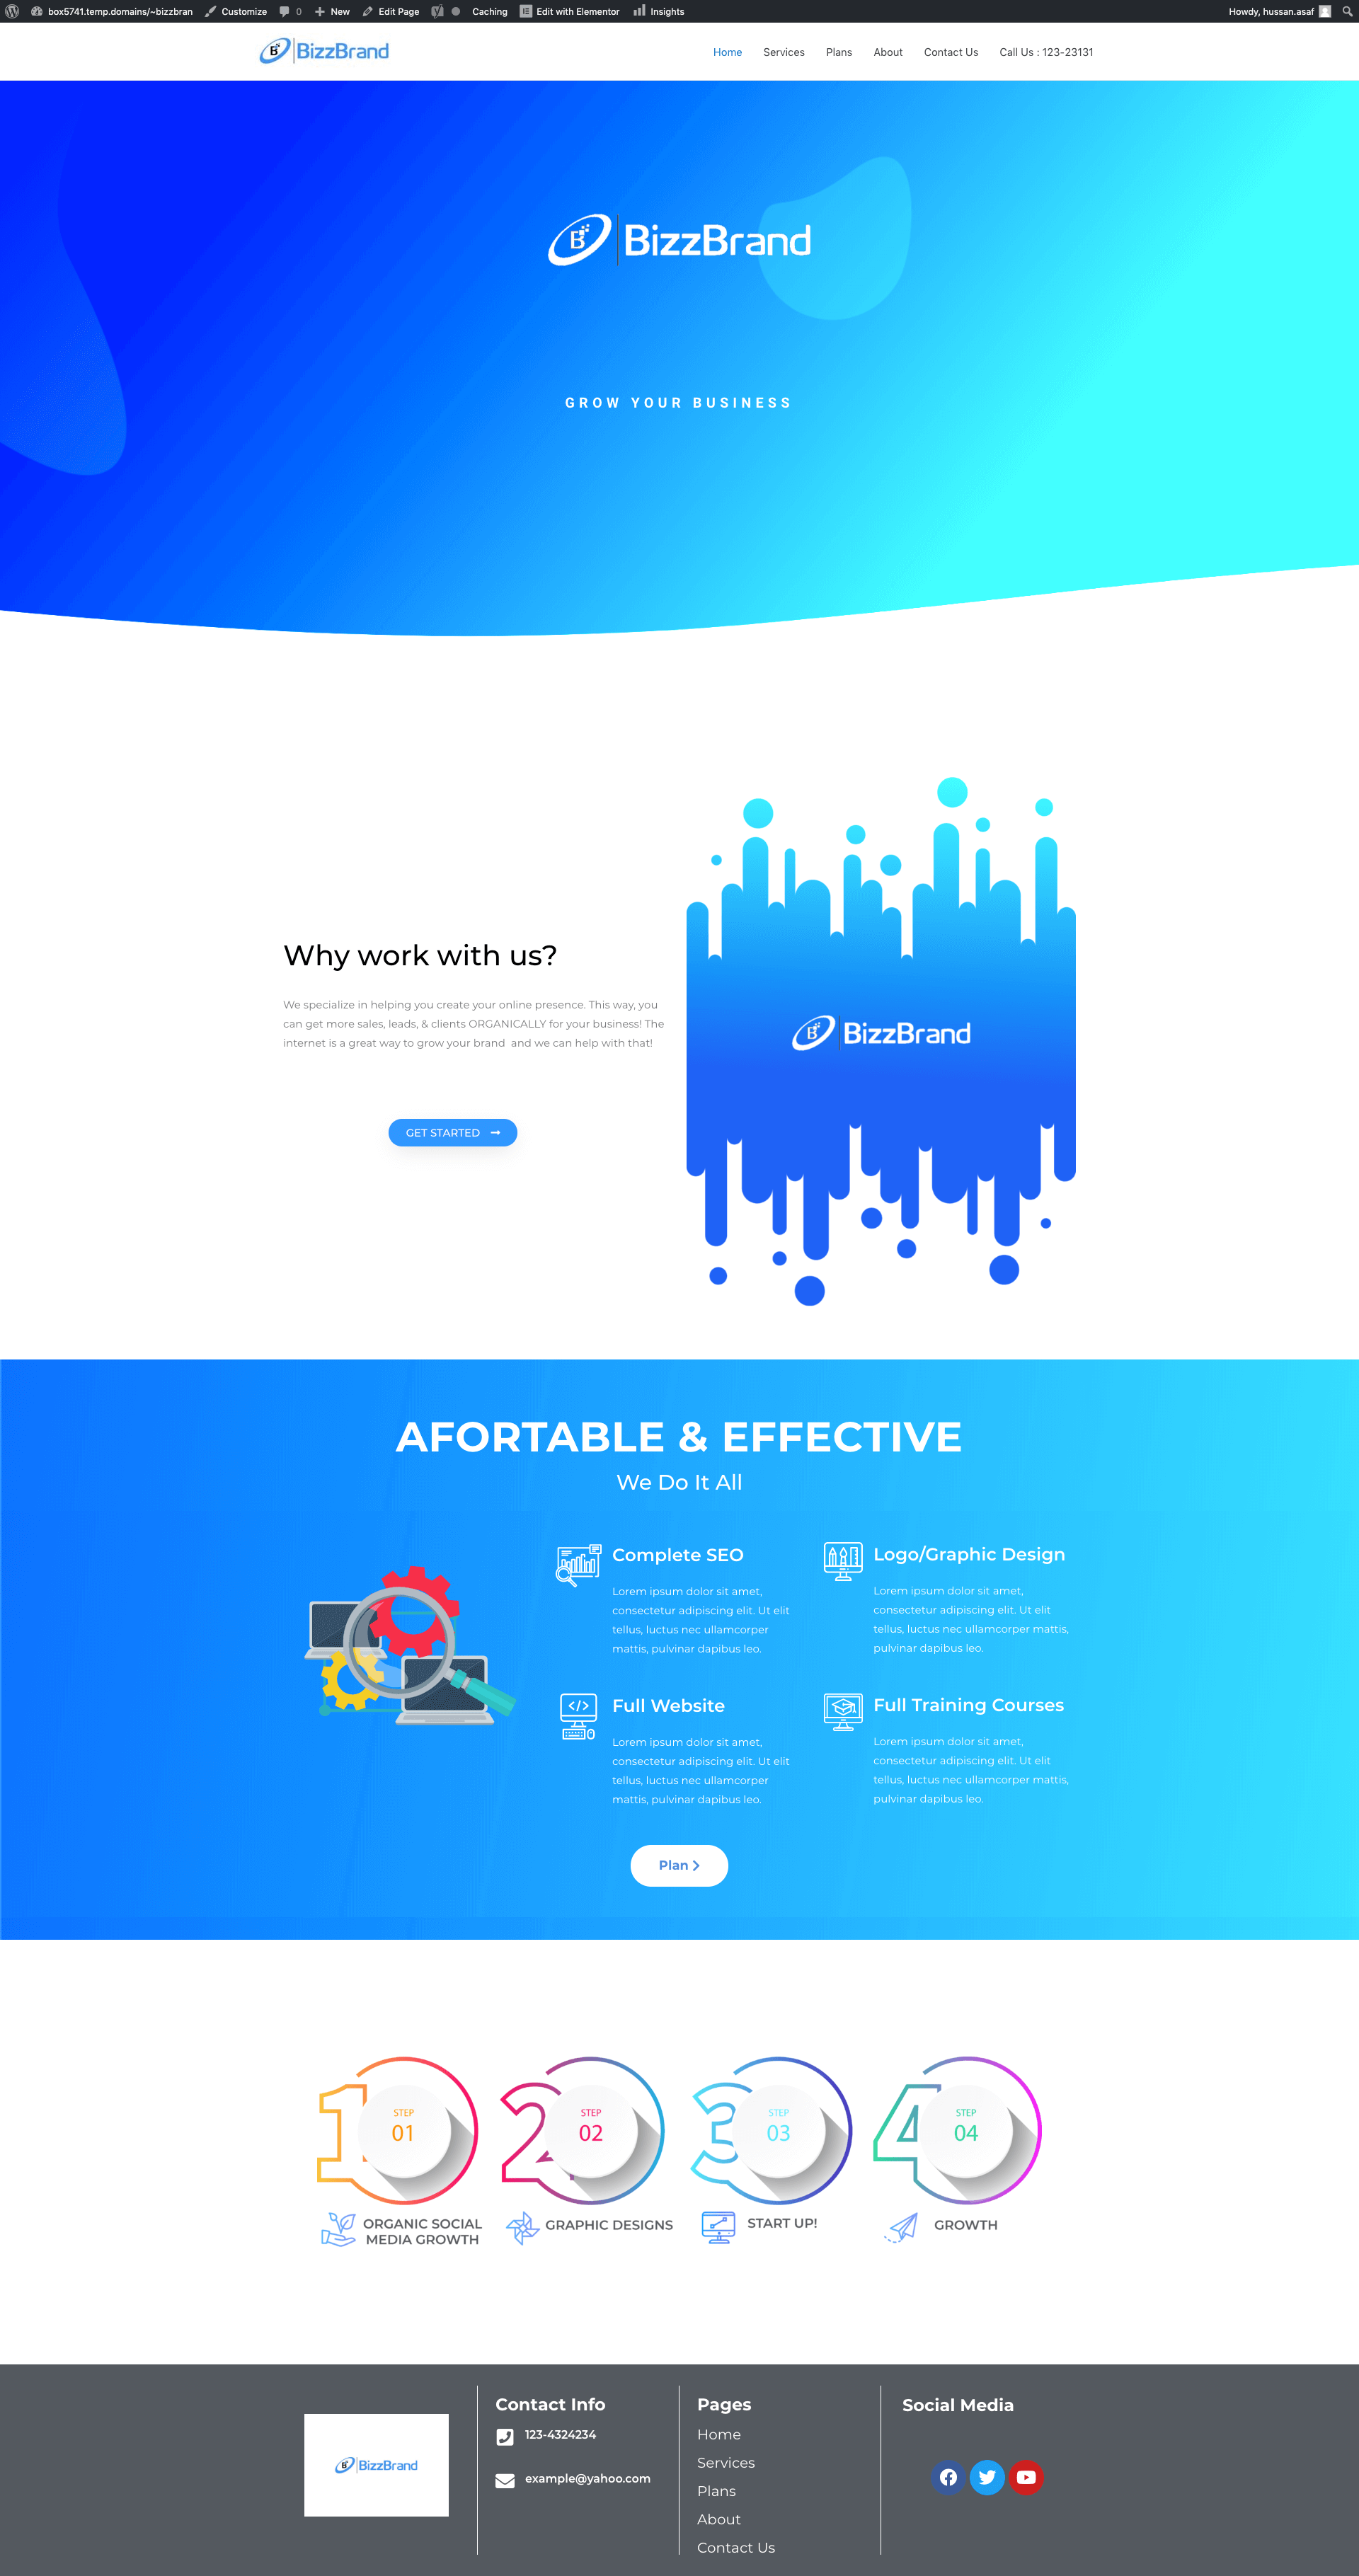 box5741.temp.domains/~bizzbran Customize 0 New Edit Page Caching Edit with Elementor Insights Howdy, hussan.asaf
B BizzBrand Home Services Plans About Contact Us Call Us : 123-23131
B BizzBrand
GROW YOUR BUSINESS
Why work with us?
We specialize in helping you create your online presence. This way, you
can get more sales, leads, & clients ORGANICALLY for your business! The
internet is a great way to grow your brand and we can help with that!
GET STARTED
B BizzBrand
AFORTABLE & EFFECTIVE
We Do It All
Complete SEO
Lorem ipsum dolor sit amet,
consectetur adipiscing elit. Ut elit
tellus, luctus nec ullamcorper
mattis, pulvinar dapibus leo.
Logo/Graphic Design
Lorem ipsum dolor sit amet,
consectetur adipiscing elit. Ut elit
tellus, luctus nec ullamcorper mattis,
pulvinar dapibus leo.
Full Website
Lorem ipsum dolor sit amet,
consectetur adipiscing elit. Ut elit
tellus, luctus nec ullamcorper
mattis, pulvinar dapibus leo.
Full Training Courses
Lorem ipsum dolor sit amet,
consectetur adipiscing elit. Ut elit
tellus, luctus nec ullamcorper mattis,
pulvinar dapibus leo.
Plan
1
STEP
01
ORGANIC SOCIAL
MEDIA GROWTH
2
STEP
02
GRAPHIC DESIGNS
3
STEP
03
START UP!
4
STEP
04
GROWTH
B BizzBrand
Contact Info
123-4324234
example@yahoo.com
Pages
Home
Services
Plans
About
Contact Us
Social Media